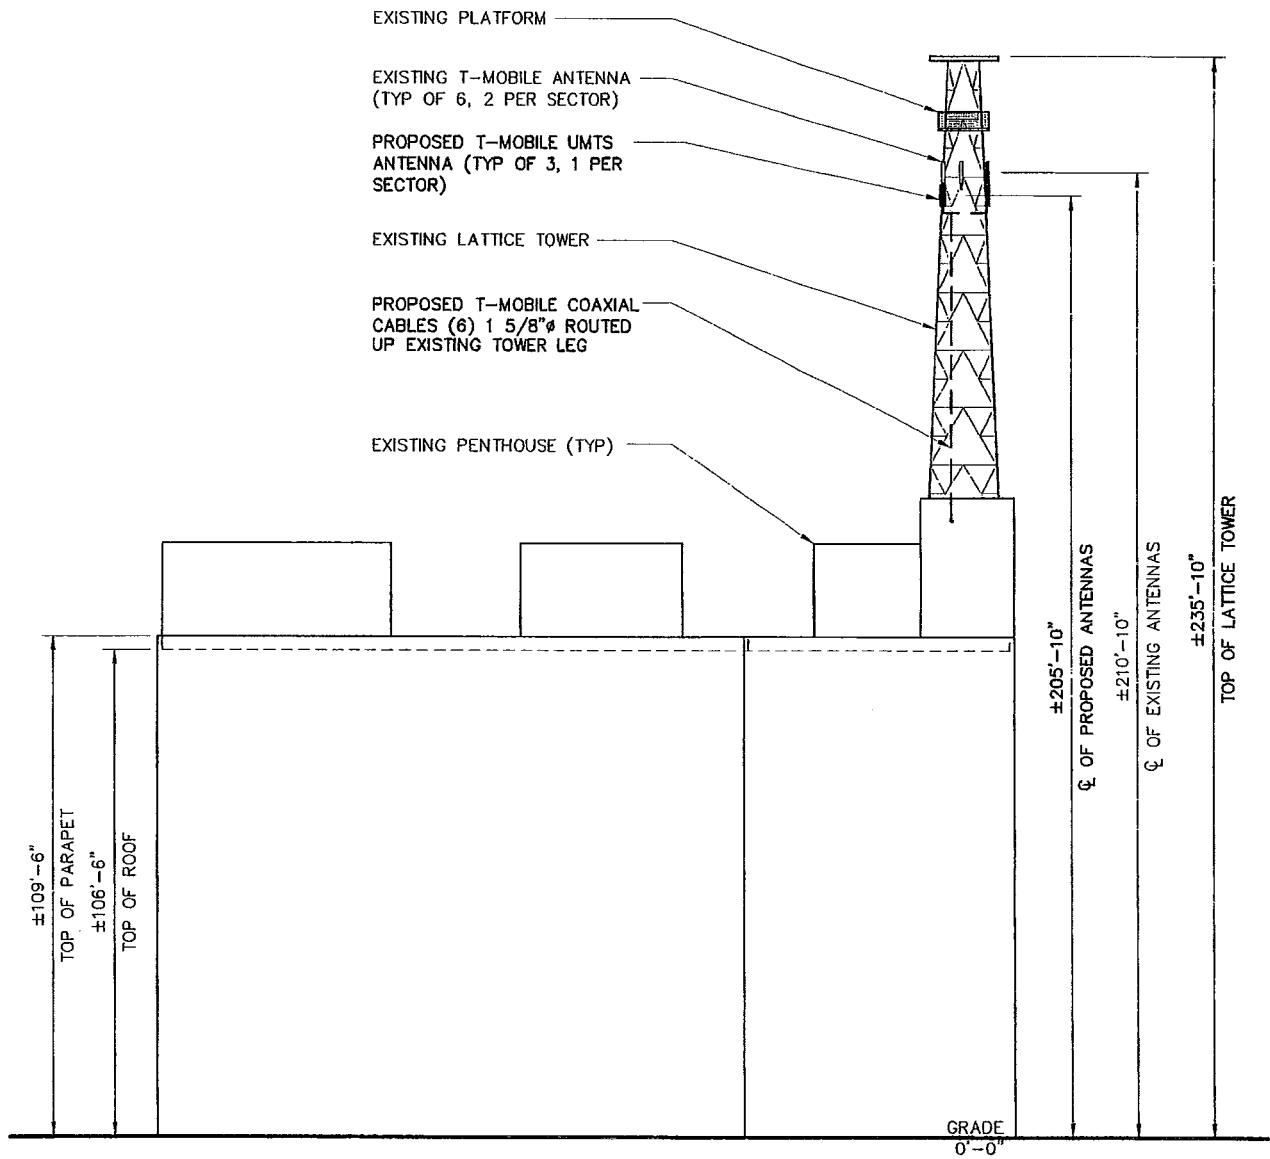 EXISTING PLATFORM
EXISTING T-MOBILE ANTENNA
(TYP OF 6, 2 PER SECTOR)
PROPOSED T-MOBILE UMTS
ANTENNA (TYP OF 3, 1 PER
SECTOR)
EXISTING LATTICE TOWER
PROPOSED T-MOBILE COAXIAL
CABLES (6) 1 5/8"ø ROUTED
UP EXISTING TOWER LEG
EXISTING PENTHOUSE (TYP)
±109'-6"
TOP OF PARAPET
±106'-6"
TOP OF ROOF
±205'-10"
℄ OF PROPOSED ANTENNAS
±210'-10"
℄ OF EXISTING ANTENNAS
±235'-10"
TOP OF LATTICE TOWER
GRADE
0'-0"